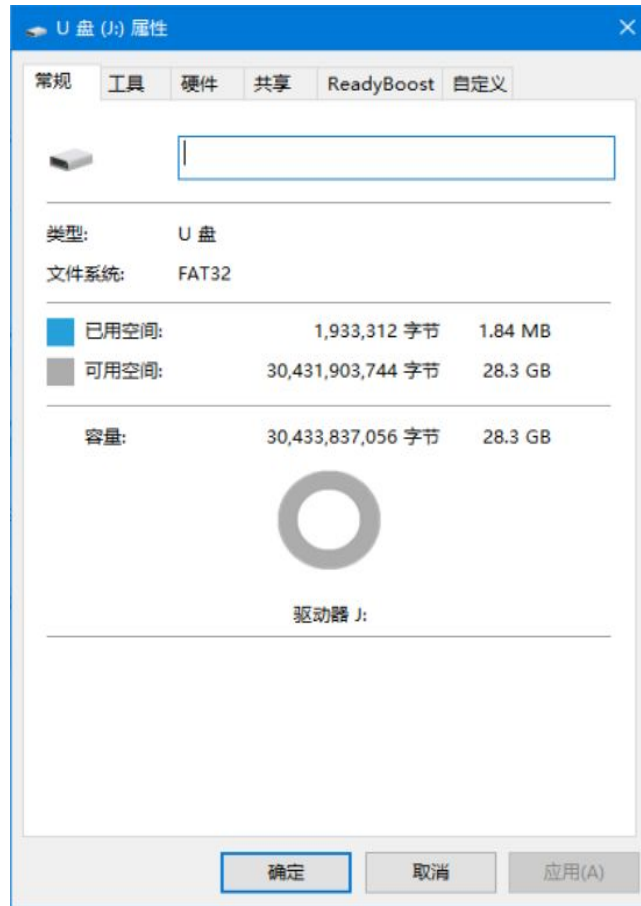 U 盘 (J:) 属性
常规 工具 硬件 共享 ReadyBoost 自定义
类型: U 盘
文件系统: FAT32
已用空间: 1,933,312 字节 1.84 MB
可用空间: 30,431,903,744 字节 28.3 GB
容量: 30,433,837,056 字节 28.3 GB
驱动器 J:
确定 取消 应用(A)